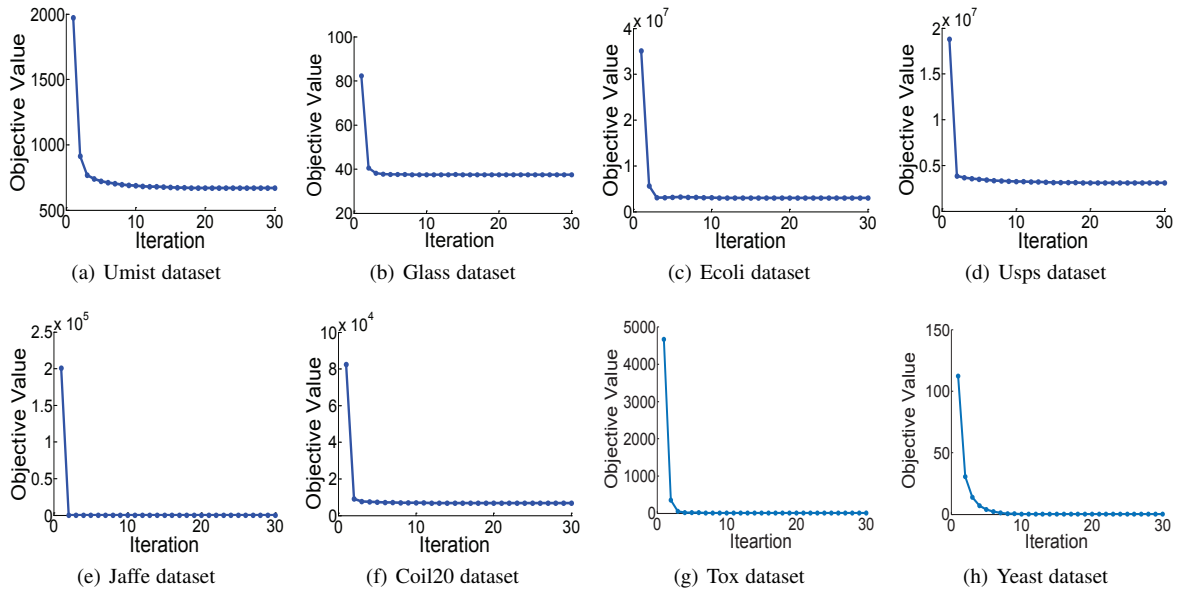 2000
1500
1000
500
0
10
20
30
Objective Value
Iteration
(a) Umist dataset
100
80
60
40
20
0
10
20
30
Objective Value
Iteration
(b) Glass dataset
x 10^7
4
3
2
1
0
0
10
20
30
Objective Value
Iteration
(c) Ecoli dataset
x 10^7
2
1.5
1
0.5
0
0
10
20
30
Objective Value
Iteration
(d) Usps dataset
x 10^5
2.5
2
1.5
1
0.5
0
0
10
20
30
Objective Value
Iteration
(e) Jaffe dataset
x 10^4
10
8
6
4
2
0
0
10
20
30
Objective Value
Iteration
(f) Coil20 dataset
5000
4000
3000
2000
1000
0
0
10
20
30
Objective Value
Iteartion
(g) Tox dataset
150
100
50
0
0
10
20
30
Objective Value
Iteration
(h) Yeast dataset